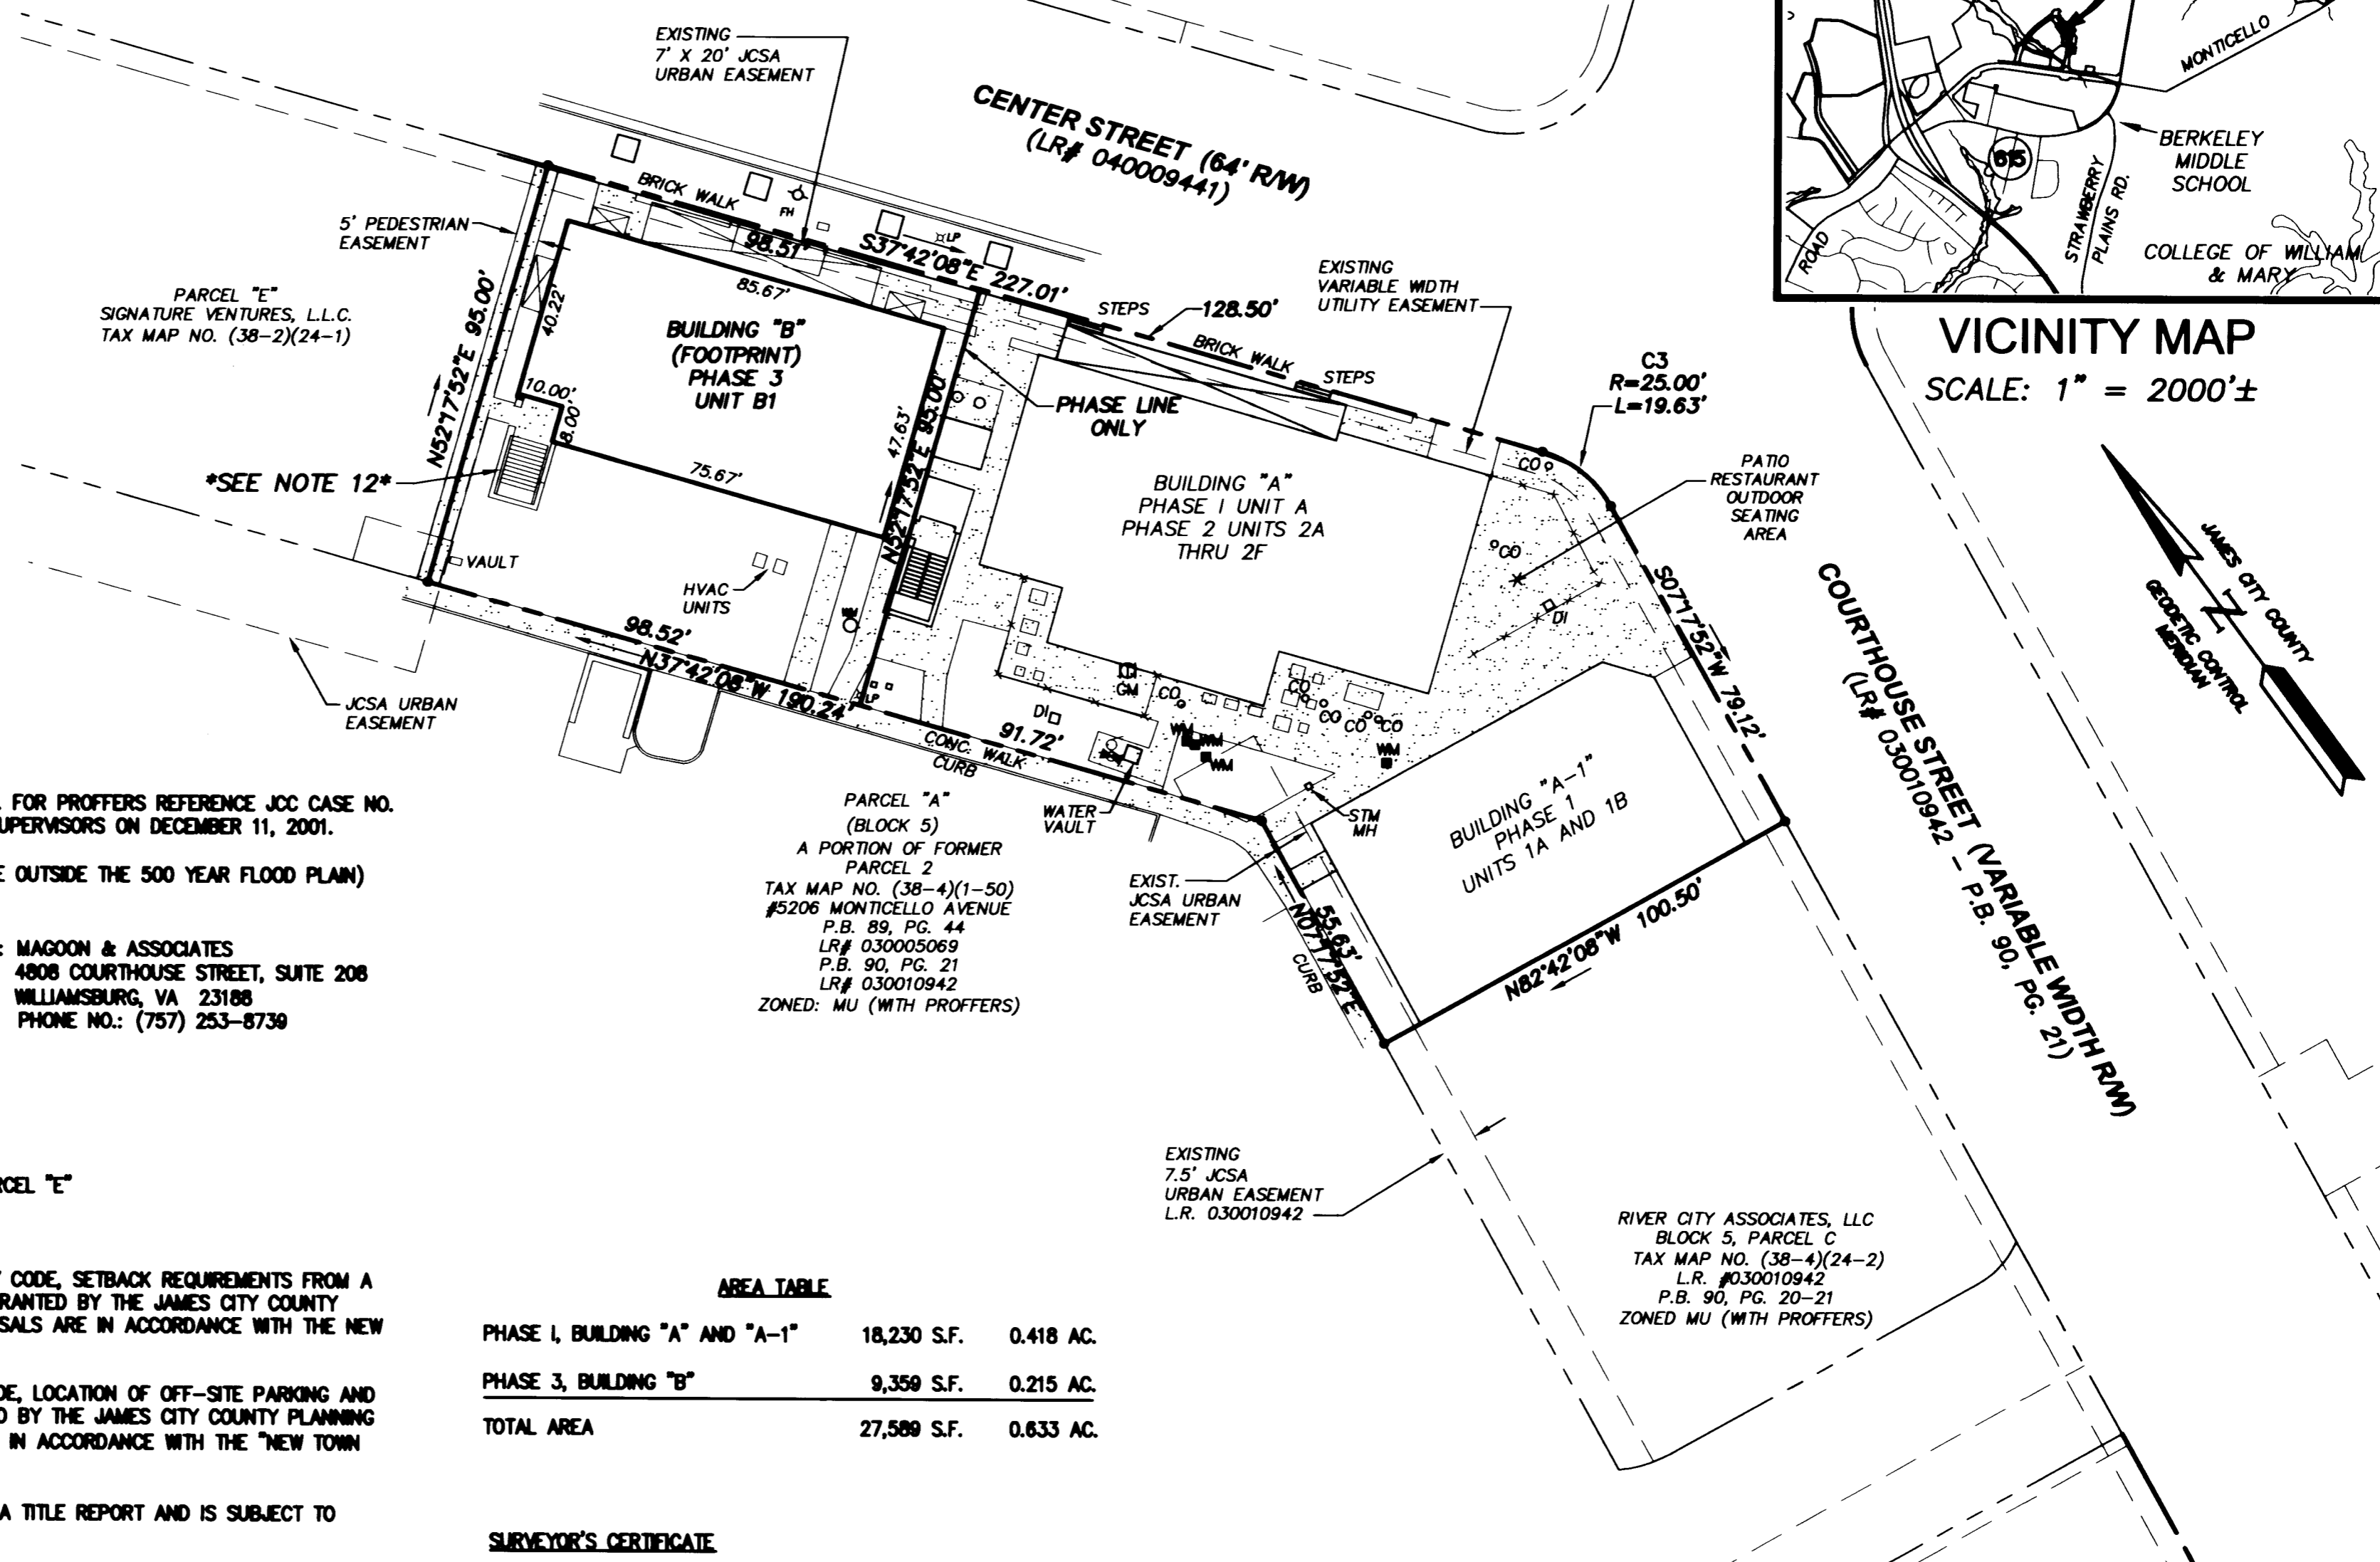 EXISTING
7' X 20' JCSA
URBAN EASEMENT
CENTER STREET (64' R/W)
(LR# 040009441)
MONTICELLO
BERKELEY
MIDDLE
SCHOOL
615
STRAWBERRY
PLAINS RD.
ROAD
COLLEGE OF WILLIAM
& MARY
VICINITY MAP
SCALE: 1" = 2000'±
JAMES CITY COUNTY
GEODETIC CONTROL
MERIDIAN
5' PEDESTRIAN
EASEMENT
BRICK WALK
FH
LP
98.51'
S37°42'08"E 227.01'
85.67'
40.22'
PARCEL "E"
SIGNATURE VENTURES, L.L.C.
TAX MAP NO. (38-2)(24-1)
N52°17'52"E 95.00'
BUILDING "B"
(FOOTPRINT)
PHASE 3
UNIT B1
10.00'
8.00'
47.63'
N52°17'52"E 95.00'
75.67'
*SEE NOTE 12*
STEPS
128.50'
BRICK WALK
STEPS
EXISTING
VARIABLE WIDTH
UTILITY EASEMENT
C3
R=25.00'
L=19.63'
PHASE LINE
ONLY
BUILDING "A"
PHASE I UNIT A
PHASE 2 UNITS 2A
THRU 2F
PATIO
RESTAURANT
OUTDOOR
SEATING
AREA
CO
CO
DI
S07°17'52"W 79.12'
COURTHOUSE STREET (VARIABLE WIDTH R/W)
(LR# 030010942 - P.B. 90, PG. 21)
VAULT
HVAC
UNITS
WM
98.52'
N37°42'08"W 190.24'
LP
JCSA URBAN
EASEMENT
GM
CO
CO
CO
CO
CO
DI
91.72'
WM
WM
WM
WM
CONC. WALK
CURB
WATER
VAULT
STM
MH
BUILDING "A-1"
PHASE 1
UNITS 1A AND 1B
PARCEL "A"
(BLOCK 5)
A PORTION OF FORMER
PARCEL 2
TAX MAP NO. (38-4)(1-50)
#5206 MONTICELLO AVENUE
P.B. 89, PG. 44
LR# 030005069
P.B. 90, PG. 21
LR# 030010942
ZONED: MU (WITH PROFFERS)
EXIST.
JCSA URBAN
EASEMENT
55.63'
N07°17'52"E
CURB
N82°42'08"W 100.50'
EXISTING
7.5' JCSA
URBAN EASEMENT
L.R. 030010942
RIVER CITY ASSOCIATES, LLC
BLOCK 5, PARCEL C
TAX MAP NO. (38-4)(24-2)
L.R. #030010942
P.B. 90, PG. 20-21
ZONED MU (WITH PROFFERS)
. FOR PROFFERS REFERENCE JCC CASE NO.
UPERVISORS ON DECEMBER 11, 2001.
E OUTSIDE THE 500 YEAR FLOOD PLAIN)
: MAGOON & ASSOCIATES
4808 COURTHOUSE STREET, SUITE 208
WILLIAMSBURG, VA 23188
PHONE NO.: (757) 253-8739
RCEL "E"
Y CODE, SETBACK REQUIREMENTS FROM A
RANTED BY THE JAMES CITY COUNTY
SALS ARE IN ACCORDANCE WITH THE NEW
DE, LOCATION OF OFF-SITE PARKING AND
D BY THE JAMES CITY COUNTY PLANNING
IN ACCORDANCE WITH THE "NEW TOWN
A TITLE REPORT AND IS SUBJECT TO
AREA TABLE
PHASE I, BUILDING "A" AND "A-1" 18,230 S.F. 0.418 AC.
PHASE 3, BUILDING "B" 9,359 S.F. 0.215 AC.
TOTAL AREA 27,589 S.F. 0.633 AC.
SURVEYOR'S CERTIFICATE